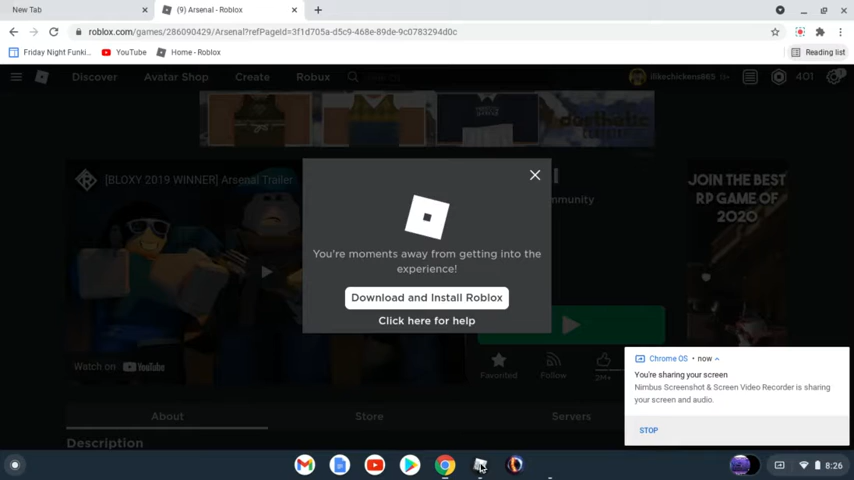 New Tab
(9) Arsenal - Roblox
roblox.com/games/286090429/Arsenal?refPageId=3f1d705a-d5c9-468e-89de-9c0783294d0c
Friday Night Funki...
YouTube
Home - Roblox
Reading list
Discover
Avatar Shop
Create
Robux
Search
ilikechickens865
401
aesthetic
[BLOXY 2019 WINNER] Arsenal Trailer
JOIN THE BEST
RP GAME OF
2020
You're moments away from getting into the
experience!
Download and Install Roblox
Click here for help
Watch on YouTube
Favorited
Follow
2M+
Chrome OS • now
You're sharing your screen
Nimbus Screenshot & Screen Video Recorder is sharing
your screen and audio.
STOP
About
Store
Servers
Description
8:26